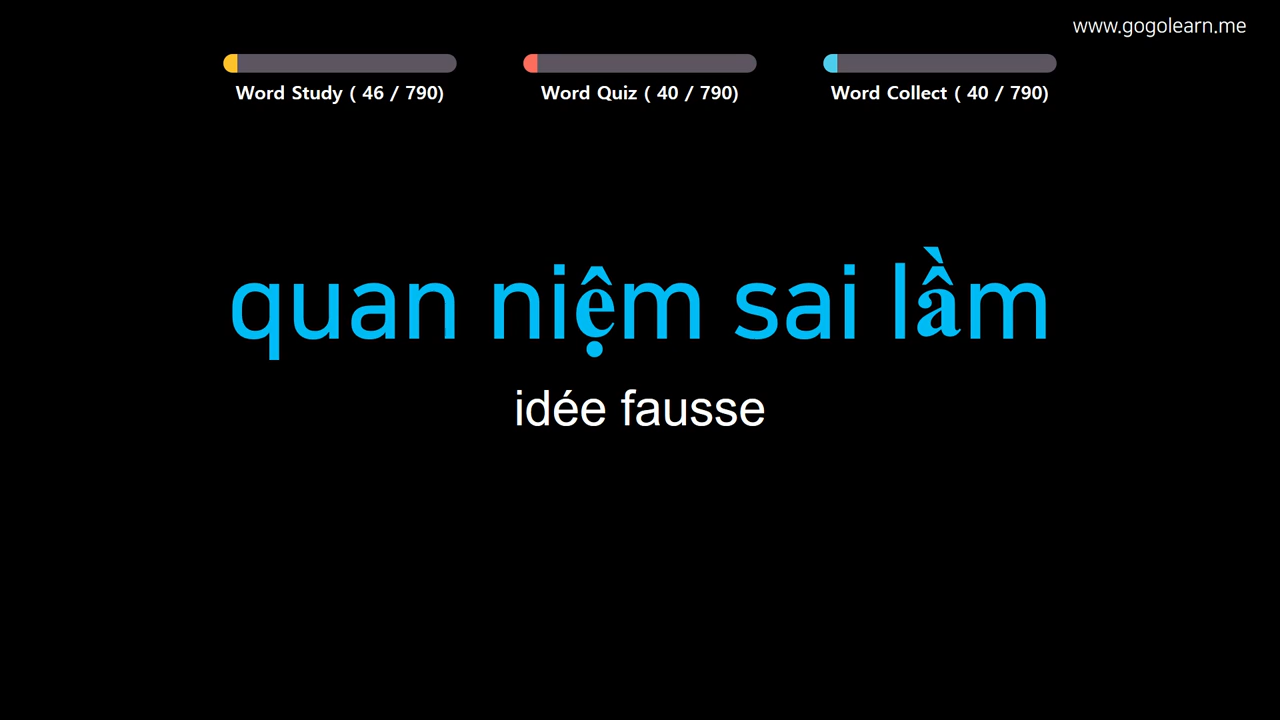 www.gogolearn.me
Word Study ( 46 / 790)
Word Quiz ( 40 / 790)
Word Collect ( 40 / 790)
quan niệm sai lầm
idée fausse